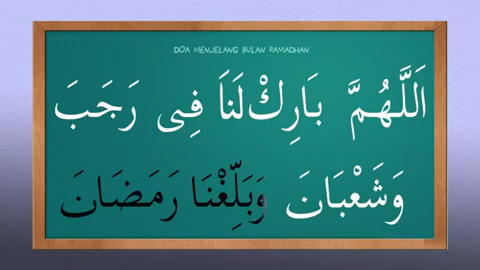 DOA MENJELANG BULAN RAMADHAN
اَللَّهُمَّ بَارِكْ لَنَا فِى رَجَبَ
وَشَعْبَانَ وَبَلِّغْنَا رَمَضَانَ